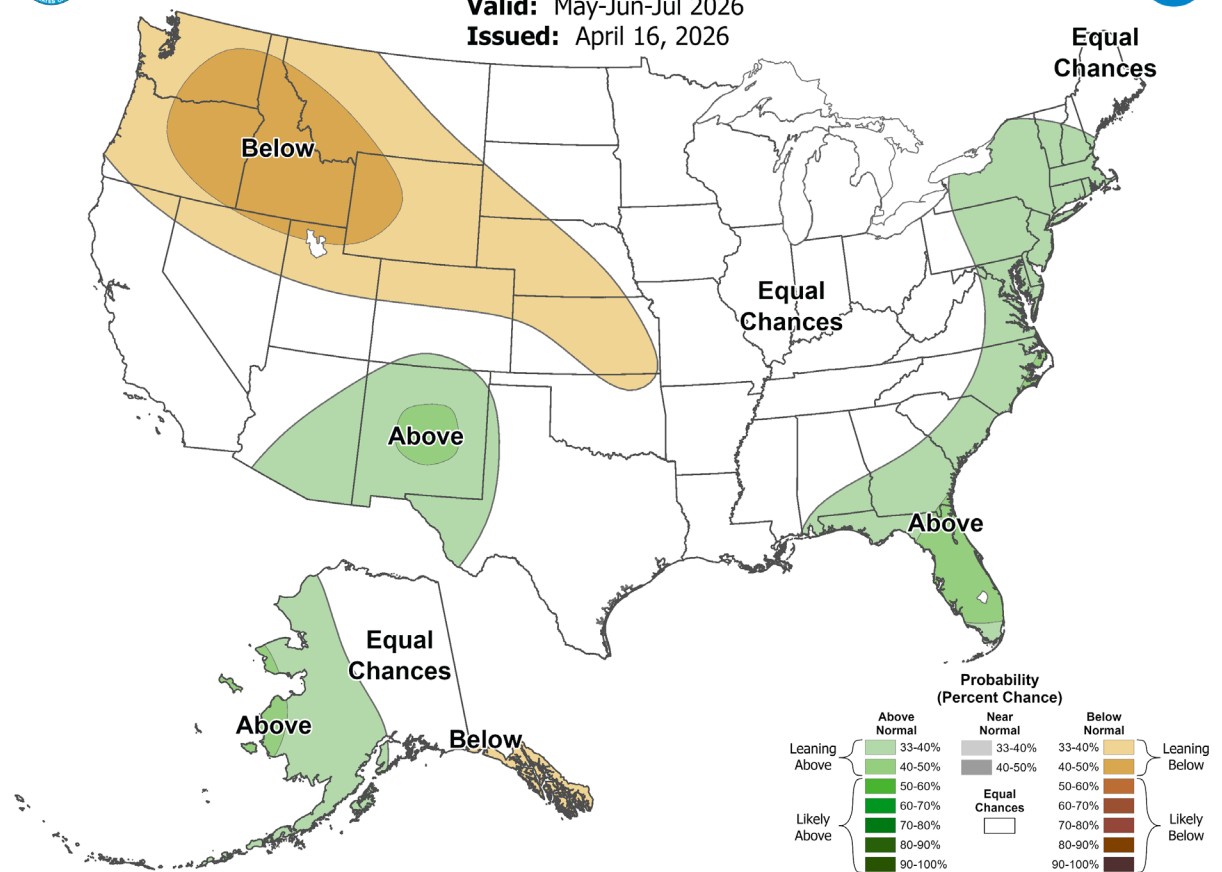 Valid: May-Jun-Jul 2026
Issued: April 16, 2026
Equal
Chances
Below
Equal
Chances
Above
Above
Equal
Chances
Above
Below
Probability
(Percent Chance)
Above
Normal
Near
Normal
Below
Normal
Leaning
Above
33-40%
40-50%
Likely
Above
50-60%
60-70%
70-80%
80-90%
90-100%
33-40%
40-50%
Equal
Chances
33-40%
40-50%
Leaning
Below
50-60%
60-70%
70-80%
80-90%
90-100%
Likely
Below